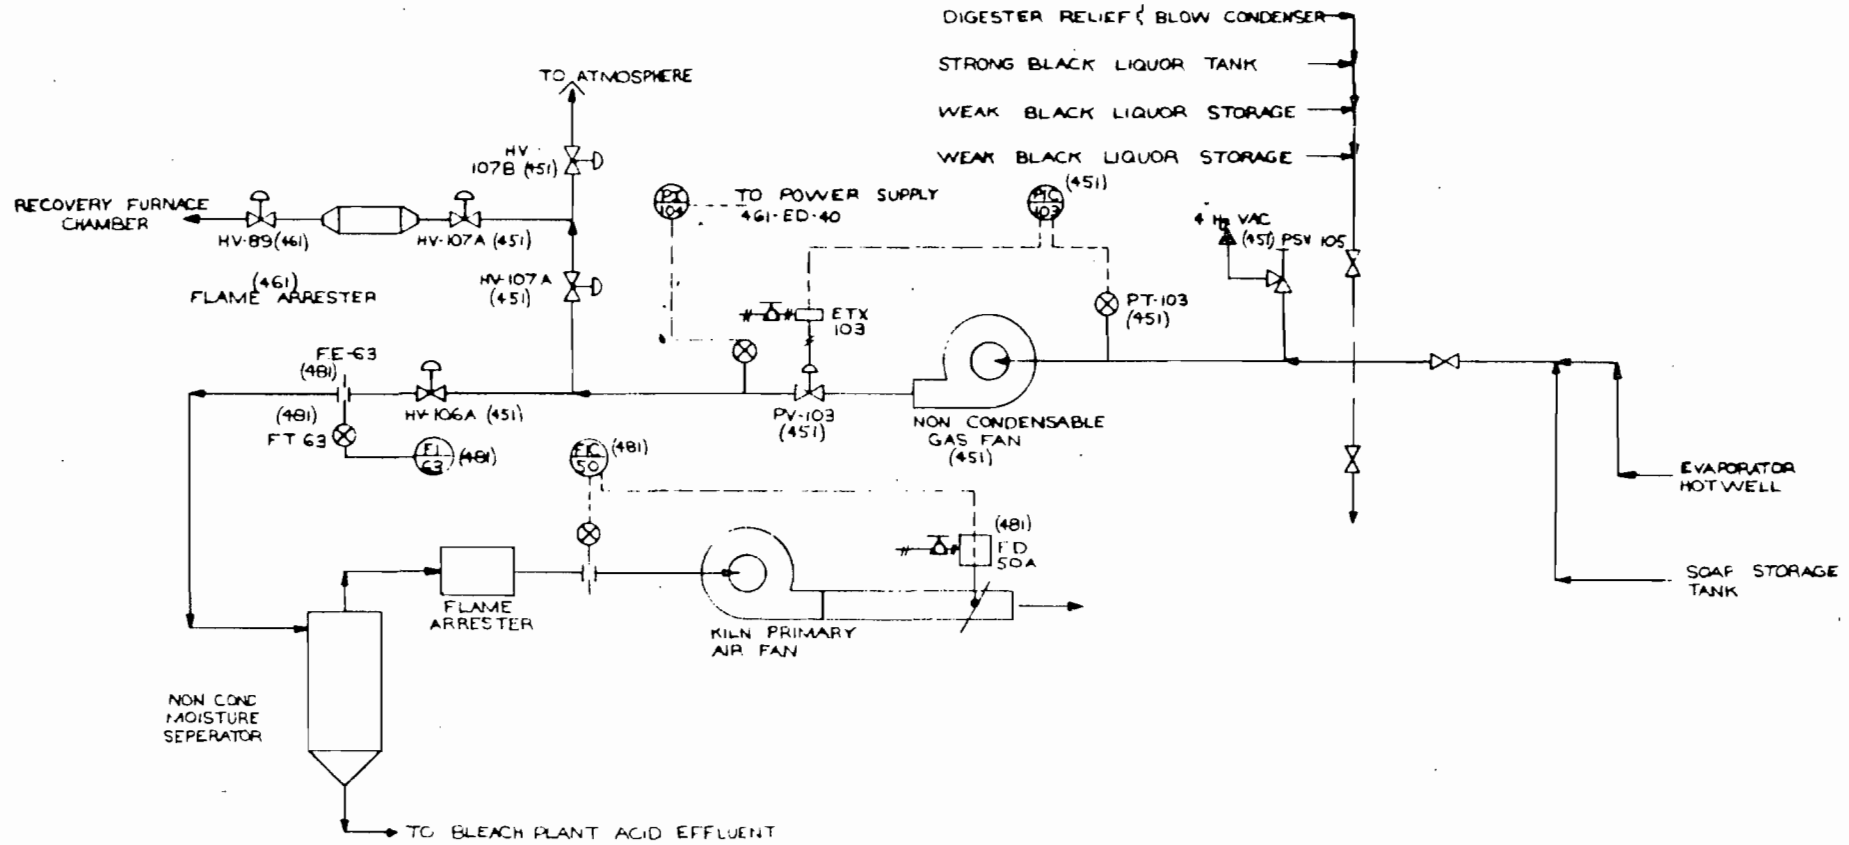 DIGESTER RELIEF & BLOW CONDENSER
STRONG BLACK LIQUOR TANK
WEAK BLACK LIQUOR STORAGE
WEAK BLACK LIQUOR STORAGE
TO ATMOSPHERE
HV
107B (451)
RECOVERY FURNACE
CHAMBER
HV-89(461)
HV-107A (451)
(461)
FLAME ARRESTER
HV-107A
(451)
PI
104
TO POWER SUPPLY
461-ED-40
PIC
103
(451)
4 Hg VAC
(451) PSV 105
ETX
103
PT-103
(451)
FE-63
(481)
HV-106A (451)
(481)
FT 63
FI
63
(481)
PV-103
(451)
NON CONDENSABLE
GAS FAN
(451)
FIC
50
(481)
EVAPORATOR
HOTWELL
(481)
FD
50A
SOAP STORAGE
TANK
FLAME
ARRESTER
KILN PRIMARY
AIR FAN
NON COND
MOISTURE
SEPERATOR
TO BLEACH PLANT ACID EFFLUENT